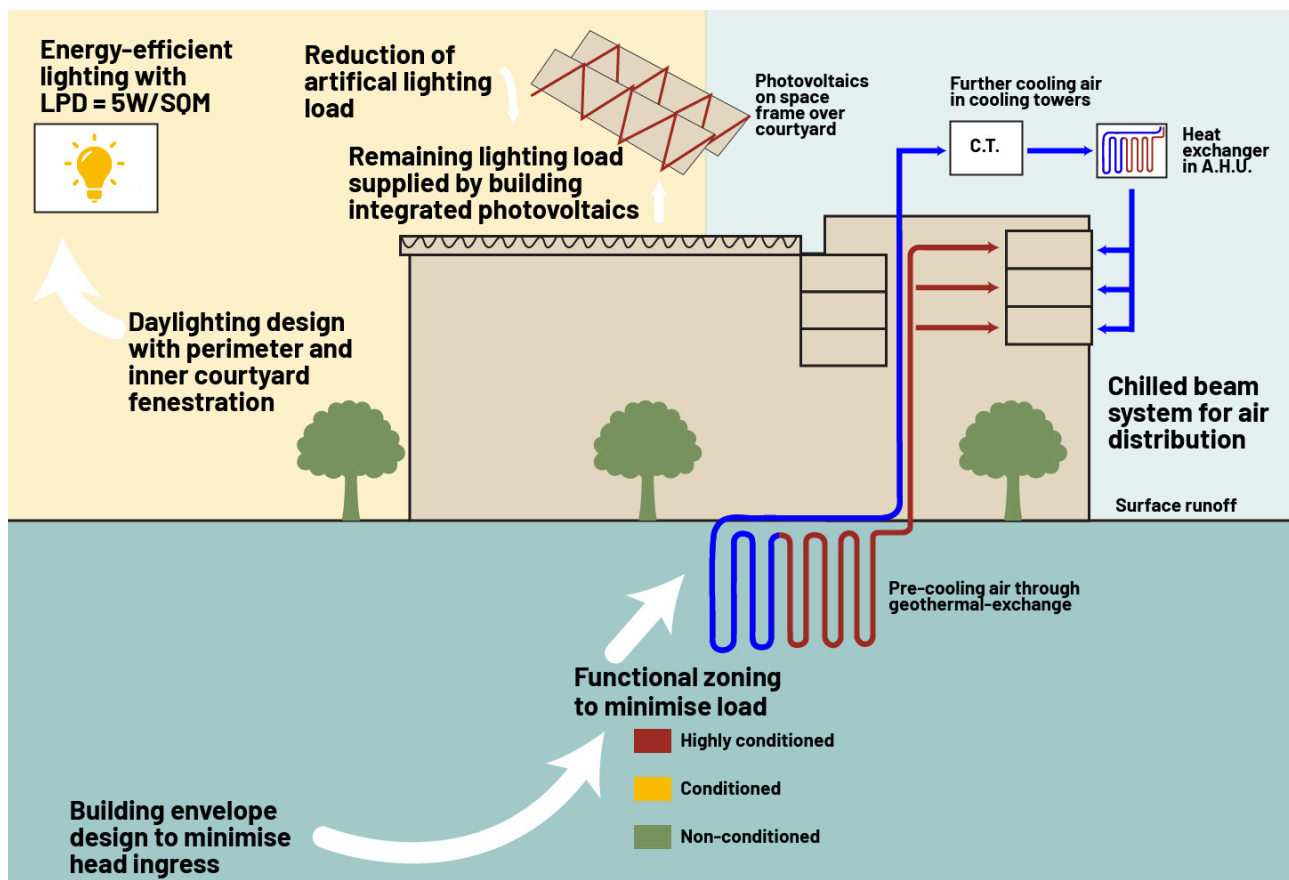 Energy-efficient
lighting with
LPD = 5W/SQM
Reduction of
artifical lighting
load
Photovoltaics
on space
frame over
courtyard
Further cooling air
in cooling towers
C.T.
Heat
exchanger
in A.H.U.
Remaining lighting load
supplied by building
integrated photovoltaics
Daylighting design
with perimeter and
inner courtyard
fenestration
Chilled beam
system for air
distribution
Surface runoff
Pre-cooling air through
geothermal-exchange
Functional zoning
to minimise load
Highly conditioned
Conditioned
Non-conditioned
Building envelope
design to minimise
head ingress